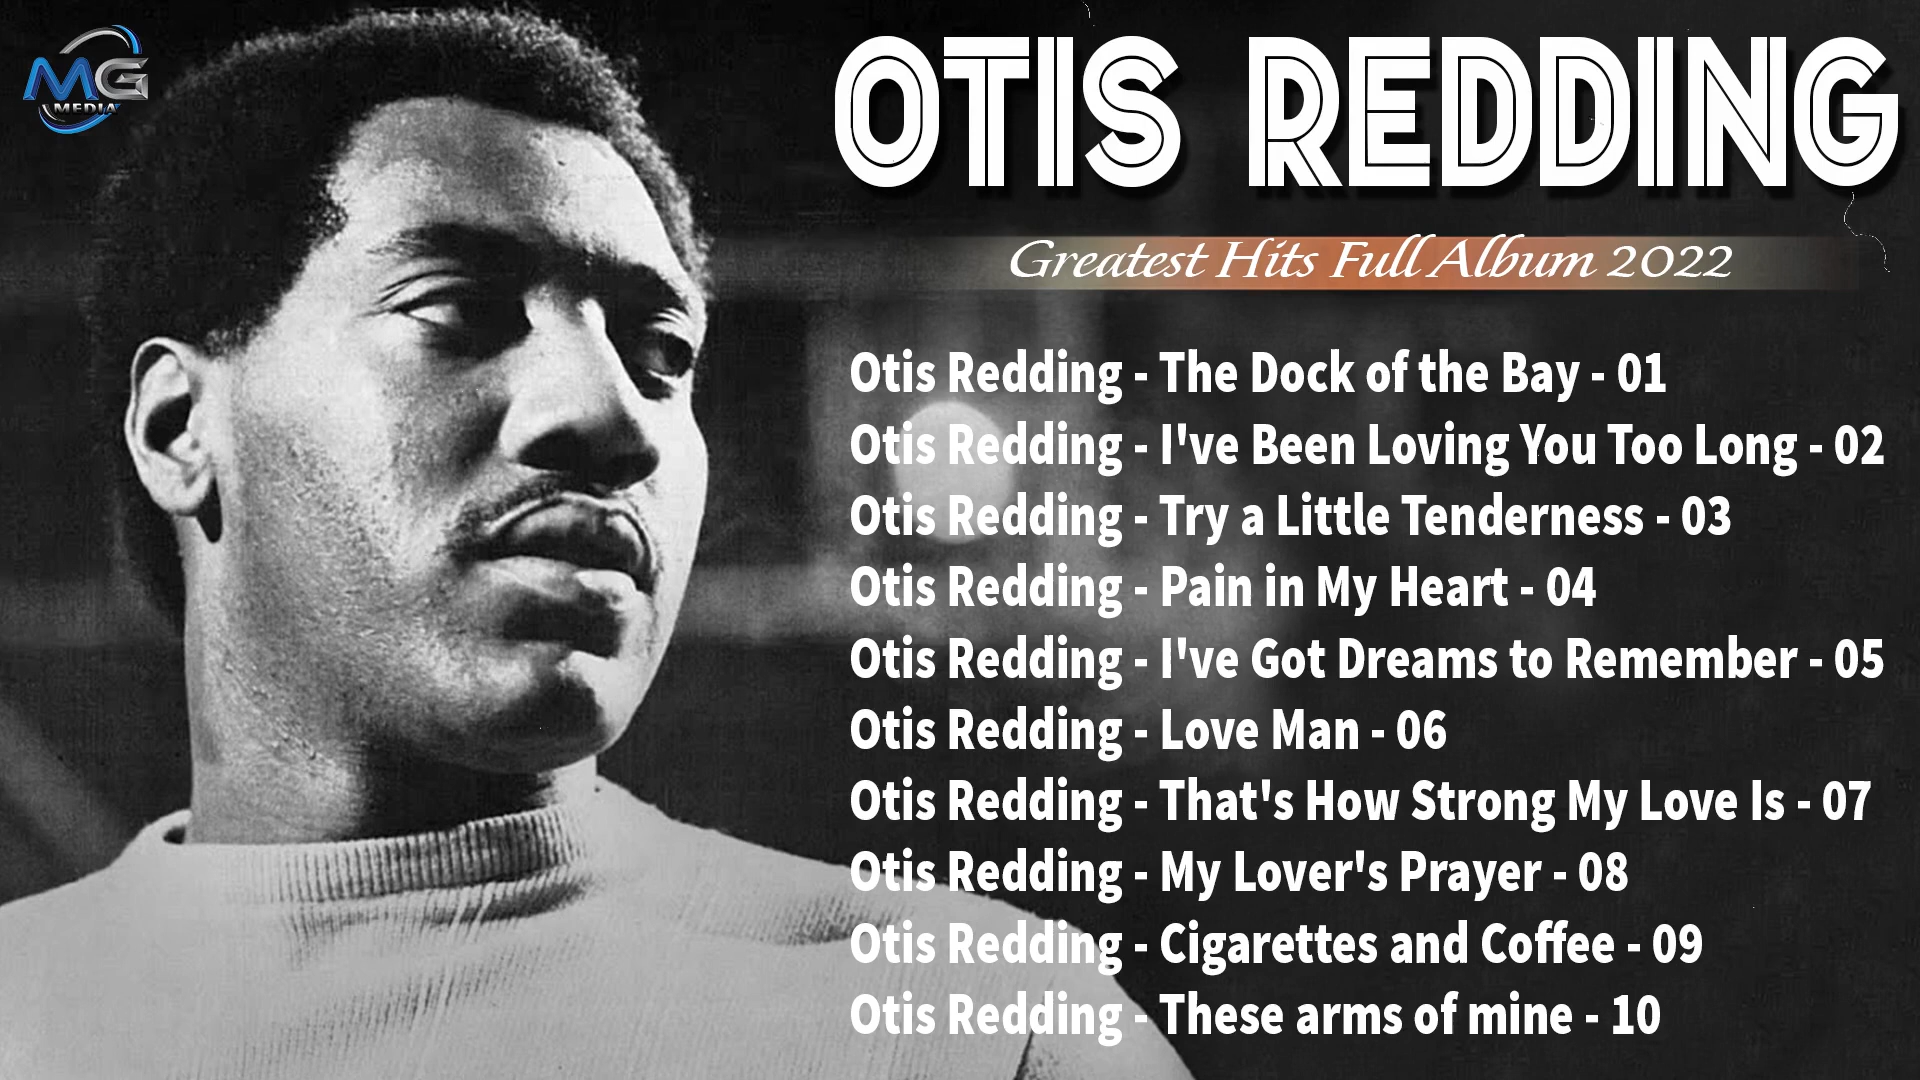 MG
MEDIA
OTIS REDDING
Greatest Hits Full Album 2022
Otis Redding - The Dock of the Bay - 01
Otis Redding - I've Been Loving You Too Long - 02
Otis Redding - Try a Little Tenderness - 03
Otis Redding - Pain in My Heart - 04
Otis Redding - I've Got Dreams to Remember - 05
Otis Redding - Love Man - 06
Otis Redding - That's How Strong My Love Is - 07
Otis Redding - My Lover's Prayer - 08
Otis Redding - Cigarettes and Coffee - 09
Otis Redding - These arms of mine - 10